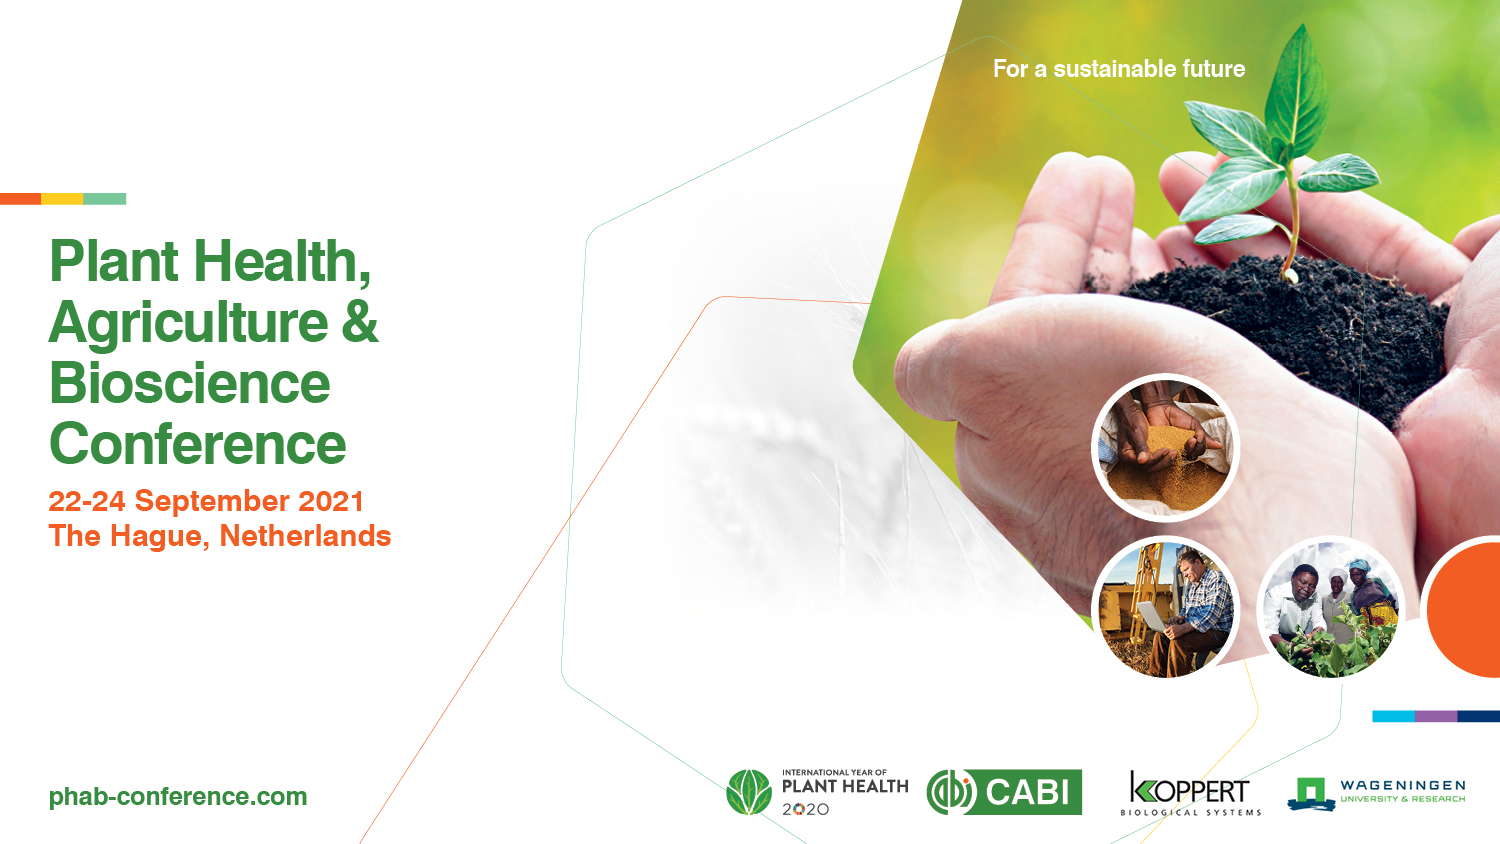 For a sustainable future
Plant Health,
Agriculture &
Bioscience
Conference
22-24 September 2021
The Hague, Netherlands
phab-conference.com
INTERNATIONAL YEAR OF
PLANT HEALTH
2020
CABI
KOPPERT
BIOLOGICAL SYSTEMS
WAGENINGEN
UNIVERSITY & RESEARCH